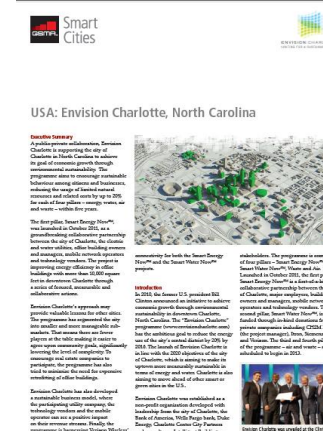 GSMA
Smart
Cities
USA: Envision Charlotte, North Carolina
Executive Summary
A public-private collaboration, Envision
Charlotte is supporting the city of
Charlotte in North Carolina to achieve
its goal of economic growth through
environmental sustainability. The
programme aims to encourage sustainable
behaviour among citizens and businesses,
reducing the usage of limited natural
resources and related costs by up to 20%
for each of four pillars – energy, water, air
and waste – within five years.
The first pillar, Smart Energy Now™,
was launched in October 2011, as a
groundbreaking collaborative partnership
between the city of Charlotte, the electric
and water utilities, office building owners
and managers, mobile network operators
and technology vendors. The project is
improving energy efficiency in office
buildings with more than 10,000 square
feet in downtown Charlotte through
a series of focused, measurable and
collaborative actions.
Envision Charlotte's approach may
provide valuable lessons for other cities.
The programme has segmented the city
into smaller and more manageable sub-
markets. That means there are fewer
players at the table making it easier to
agree upon community goals, significantly
lowering the level of complexity. To
encourage real estate companies to
participate, the programme has also
tried to minimise the need for expensive
retrofitting of office buildings.
Envision Charlotte has also developed
a sustainable business model, where
the participating utility company, the
technology vendors and the mobile
operator can see a positive impact
on their revenue streams. Finally, the
connectivity for both the Smart Energy
Now™ and the Smart Water Now™
projects.
Introduction
In 2010, the former U.S. president Bill
Clinton announced an initiative to achieve
economic growth through environmental
sustainability in downtown Charlotte,
North Carolina. The "Envision Charlotte"
programme (www.envisioncharlotte.com)
has the ambitious goal to reduce the energy
use of the city's central district by 20% by
2016. The launch of Envision Charlotte is
in line with the 2020 objectives of the city
of Charlotte, which is aiming to make its
uptown more measurably sustainable in
terms of energy and water. Charlotte is also
aiming to move ahead of other smart or
green cities in the U.S.
Envision Charlotte was established as a
non-profit organisation developed with
leadership from the city of Charlotte, the
Bank of America, Wells Fargo bank, Duke
Energy, Charlotte Center City Partners
stakeholders. The programme is
of four pillars – Smart Energy Now™
Smart Water Now™, Waste and Air.
Launched in October 2011, the first
Smart Energy Now™ is a first-of-a-
collaborative partnership between
of Charlotte, major employers,
owners and managers, mobile
operators and technology vendors.
second pillar, Smart Water Now™, is
funded through in-kind donations
private companies including
(the project manager), Itron,
and Verizon. The third and fourth
of the programme – air and waste –
scheduled to begin in 2013.
Envision Charlotte was unveiled at the